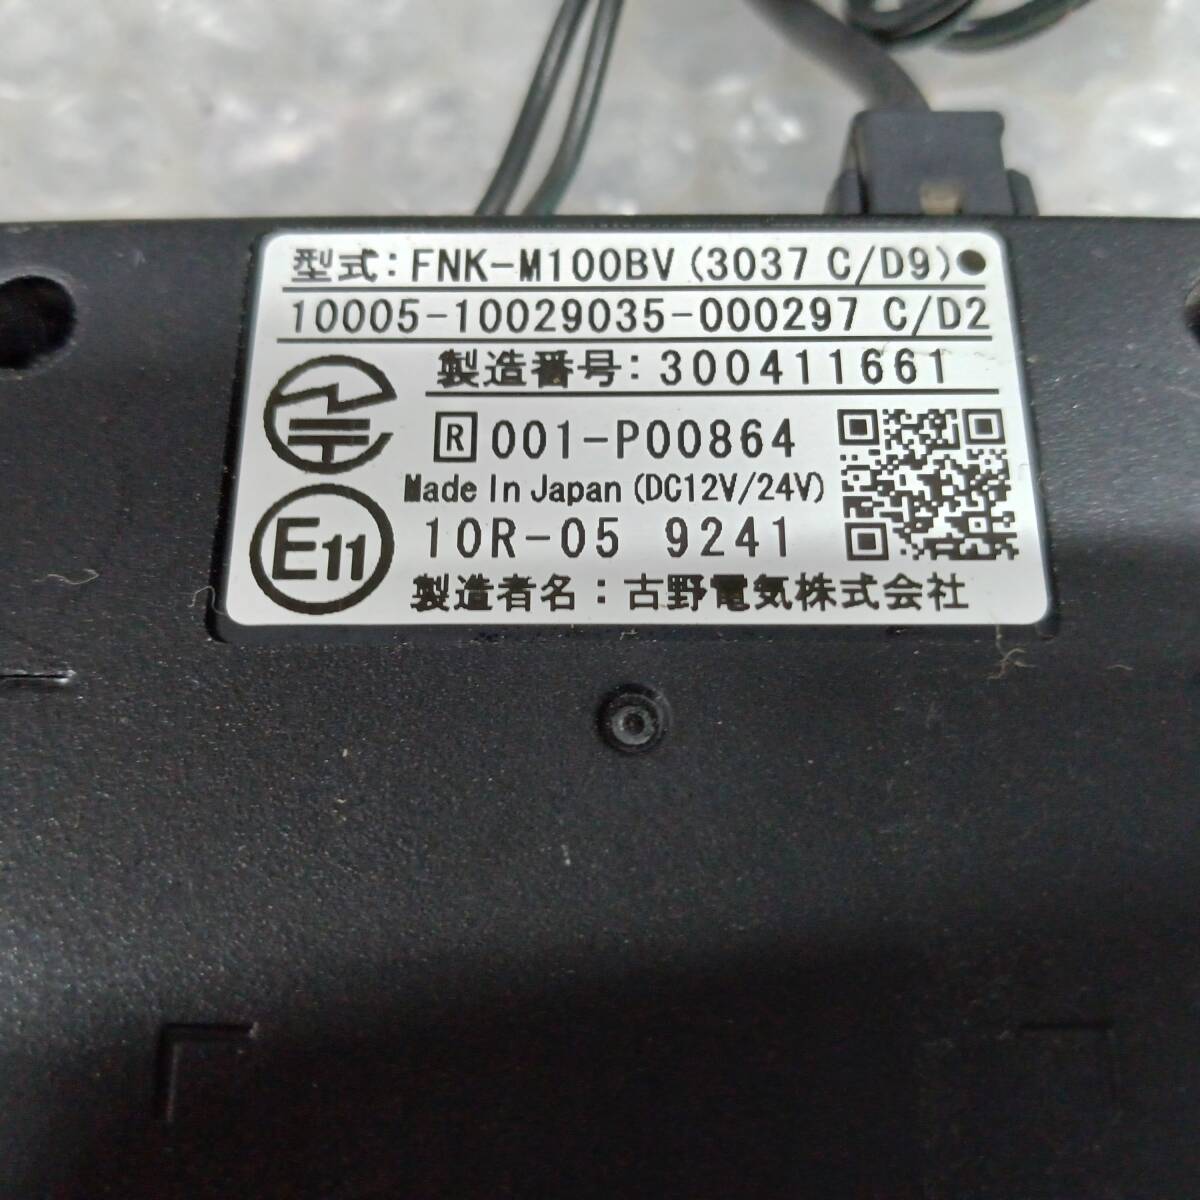 型式:FNK-M100BV(3037 C/D9)●
10005-10029035-000297 C/D2
製造番号:300411661
R 001-P00864
Made In Japan (DC12V/24V)
E11 10R-05 9241
製造者名:古野電気株式会社